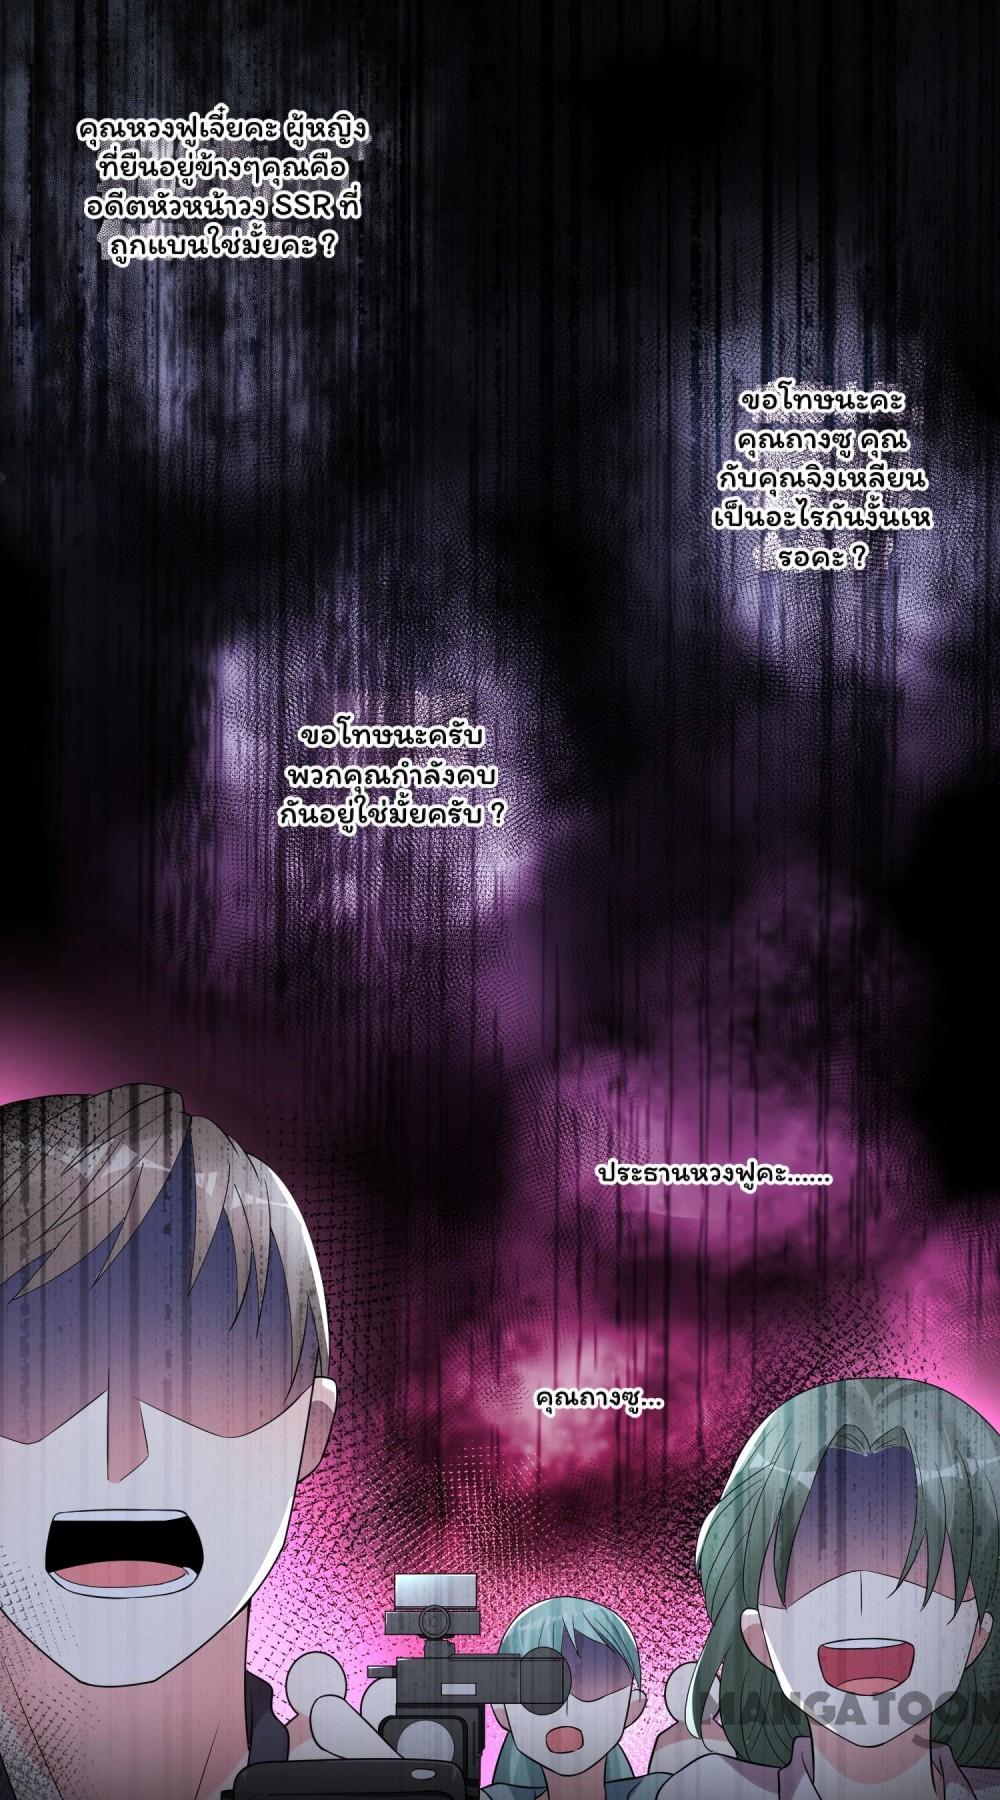 คุณหวงฟูเจี๋ยคะ ผู้หญิง
ที่ยืนอยู่ข้างๆคุณคือ
อดีตหัวหน้าวง SSR ที่
ถูกแบนใช่มั้ยคะ ?
ขอโทษนะคะ
คุณถางซู คุณ
กับคุณจิงเหลียน
เป็นอะไรกันงั้นเห
รอคะ ?
ขอโทษนะครับ
พวกคุณกำลังคบ
กันอยู่ใช่มั้ยครับ ?
ประธานหวงฟูคะ......
คุณถางซู...
MANGATOON